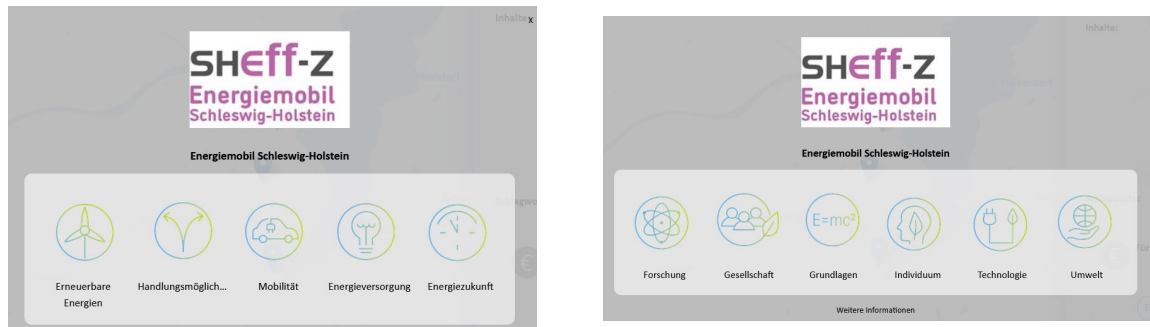 Inhalte
x
SHEff-Z
Energiemobil
Schleswig-Holstein
Energiemobil Schleswig-Holstein
Erneuerbare
Energien
Handlungsmöglich...
Mobilität
Energieversorgung
Energiezukunft
Inhalte:
SHEff-Z
Energiemobil
Schleswig-Holstein
Energiemobil Schleswig-Holstein
E=mc²
Forschung
Gesellschaft
Grundlagen
Individuum
Technologie
Umwelt
Weitere Informationen